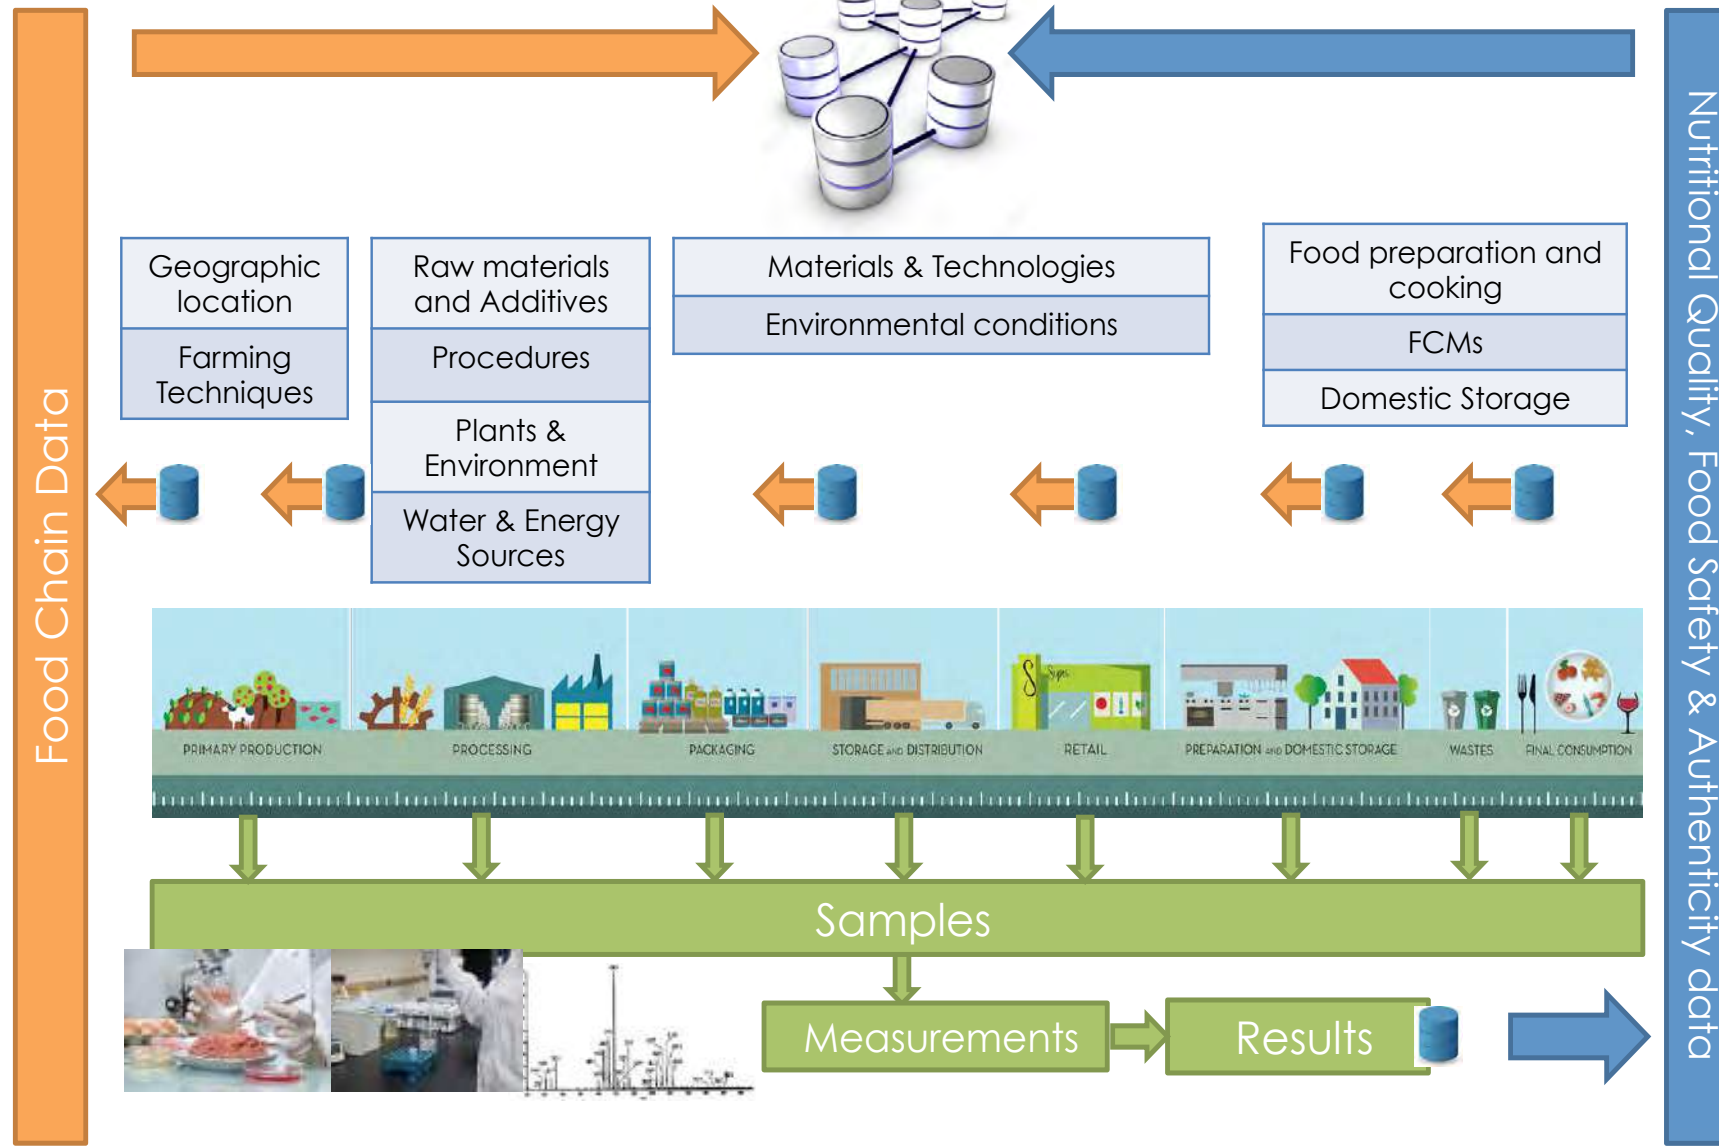 Food Chain Data
Geographic
location
Farming
Techniques
Raw materials
and Additives
Procedures
Plants &
Environment
Water & Energy
Sources
Materials & Technologies
Environmental conditions
Food preparation and
cooking
FCMs
Domestic Storage
Nutritional Quality, Food Safety & Authenticity data
PRIMARY PRODUCTION
PROCESSING
PACKAGING
STORAGE AND DISTRIBUTION
RETAIL
PREPARATION AND DOMESTIC STORAGE
WASTES
FINAL CONSUMPTION
Samples
Measurements
Results